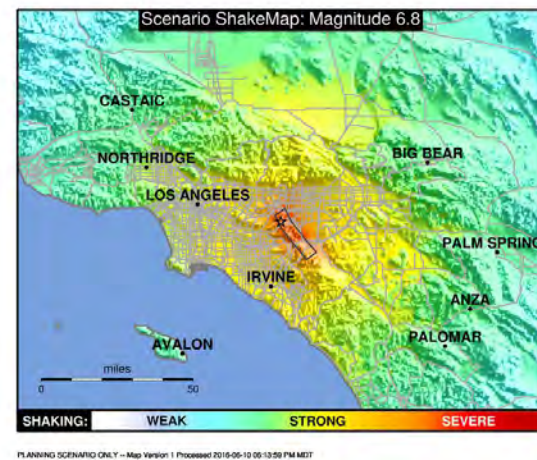 Scenario ShakeMap: Magnitude 6.8
CASTAIC
NORTHRIDGE
BIG BEAR
LOS ANGELES
PALM SPRING
IRVINE
ANZA
PALOMAR
AVALON
miles
0 50
SHAKING: WEAK STRONG SEVERE
PLANNING SCENARIO ONLY -- Map Version 1 Processed 2016-06-10 06:13:59 PM MDT